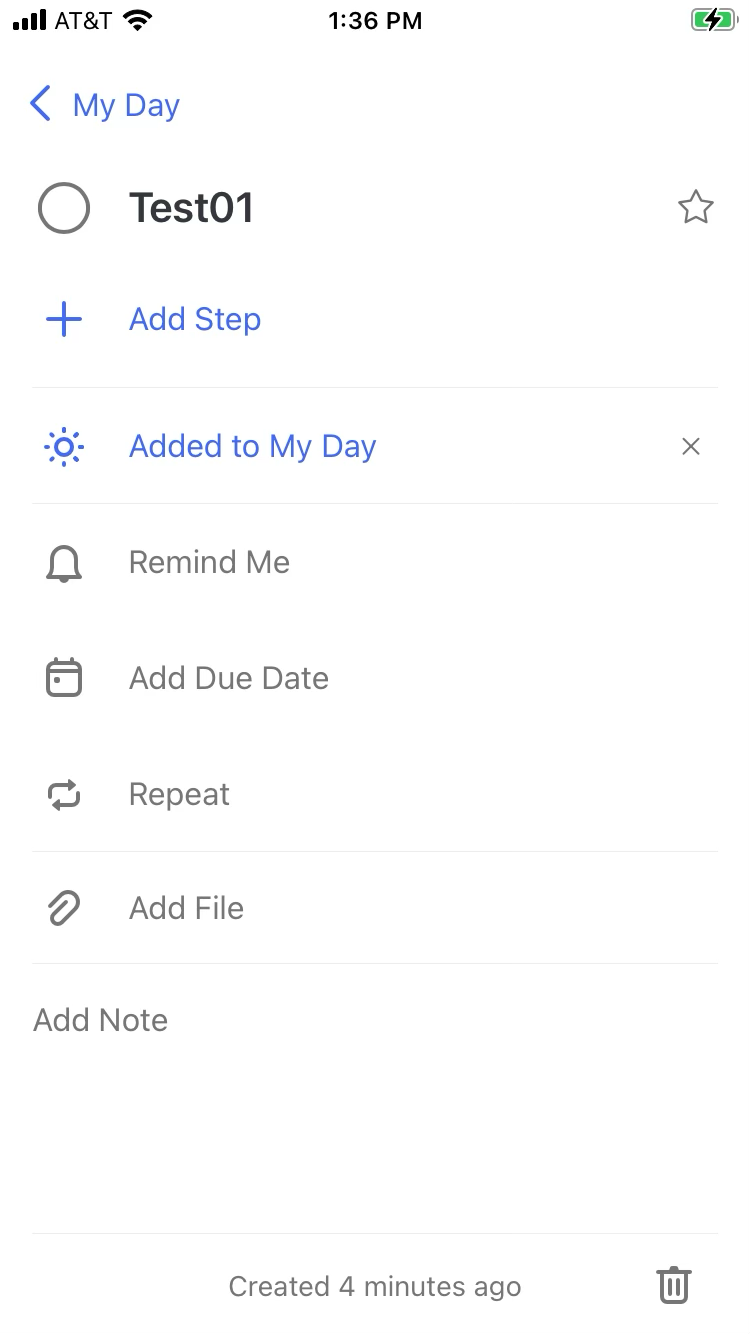 AT&T 1:36 PM
My Day
Test01
Add Step
Added to My Day
Remind Me
Add Due Date
Repeat
Add File
Add Note
Created 4 minutes ago